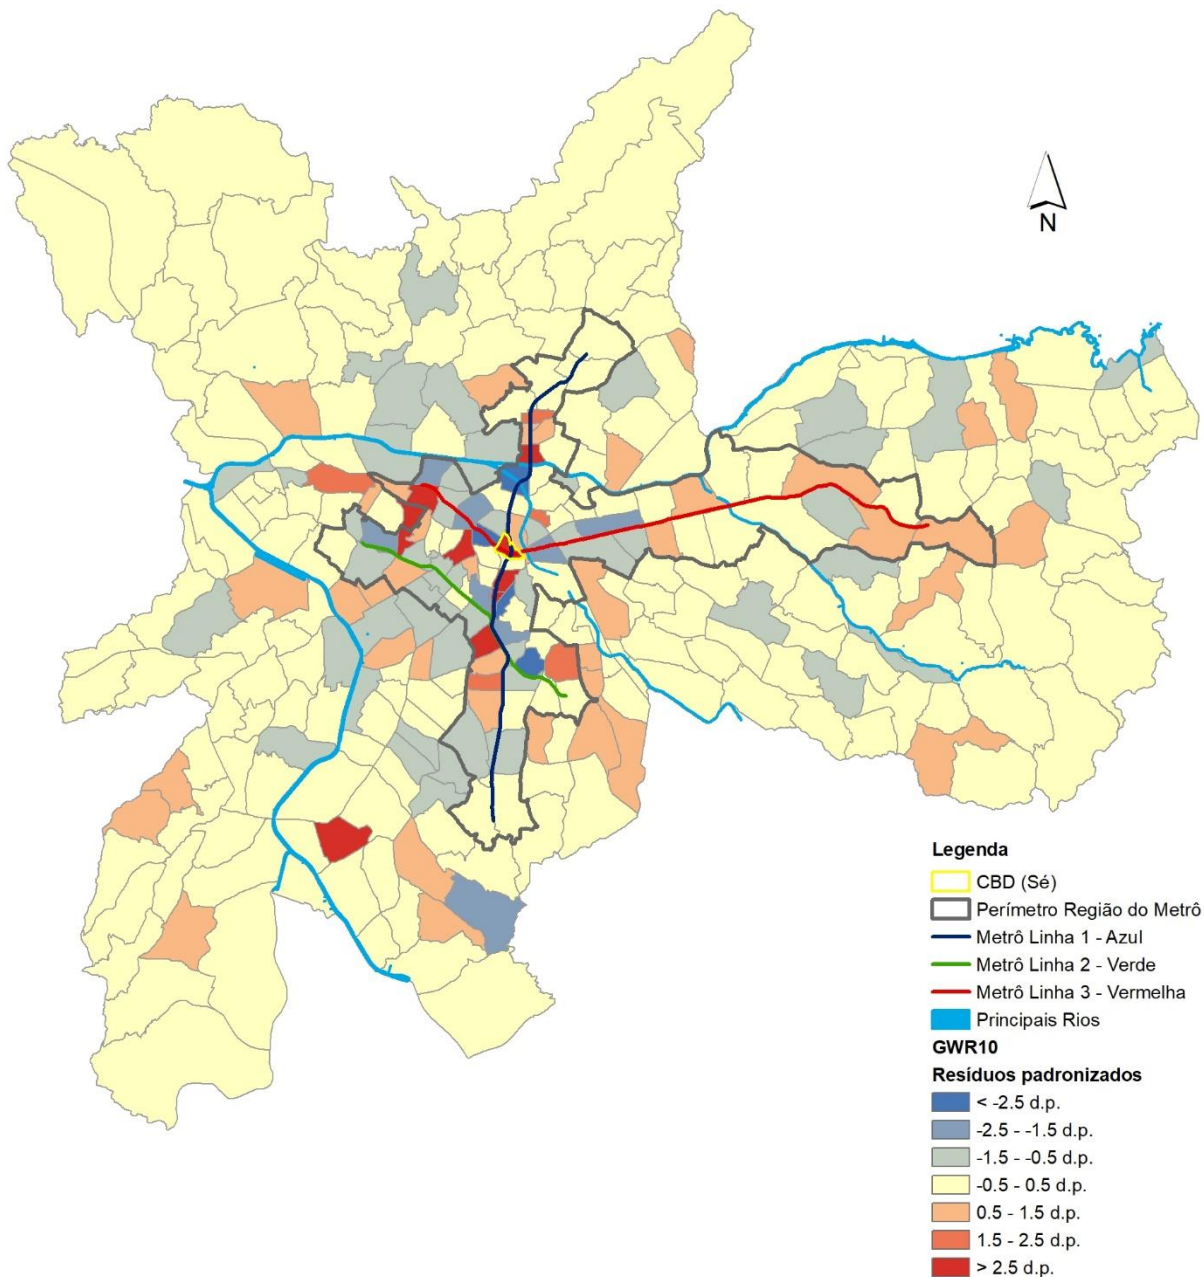 N
Legenda
CBD (Sé)
Perímetro Região do Metrô
Metrô Linha 1 - Azul
Metrô Linha 2 - Verde
Metrô Linha 3 - Vermelha
Principais Rios
GWR10
Resíduos padronizados
< -2.5 d.p.
-2.5 - -1.5 d.p.
-1.5 - -0.5 d.p.
-0.5 - 0.5 d.p.
0.5 - 1.5 d.p.
1.5 - 2.5 d.p.
> 2.5 d.p.